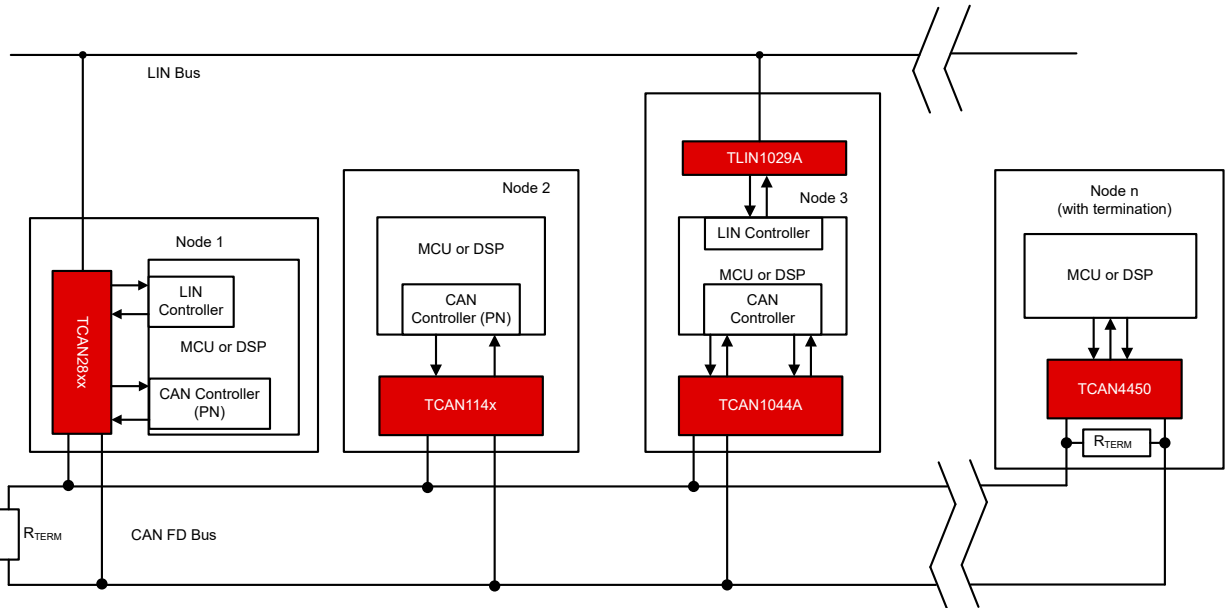 LIN Bus
Node 1
TCAN28xx
LIN
Controller
MCU or DSP
CAN Controller
(PN)
Node 2
MCU or DSP
CAN
Controller (PN)
TCAN114x
TLIN1029A
Node 3
LIN Controller
MCU or DSP
CAN
Controller
TCAN1044A
Node n
(with termination)
MCU or DSP
TCAN4450
RTERM
RTERM
CAN FD Bus